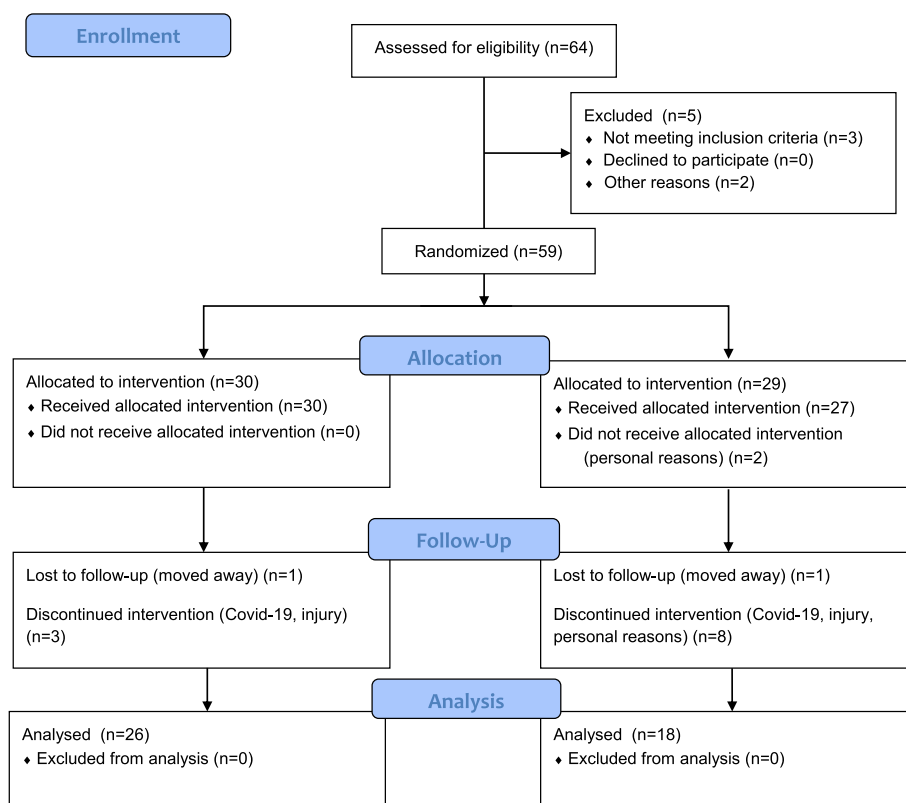 Enrollment
Assessed for eligibility (n=64)
Excluded (n=5)
♦ Not meeting inclusion criteria (n=3)
♦ Declined to participate (n=0)
♦ Other reasons (n=2)
Randomized (n=59)
Allocation
Allocated to intervention (n=30)
♦ Received allocated intervention (n=30)
♦ Did not receive allocated intervention (n=0)
Allocated to intervention (n=29)
♦ Received allocated intervention (n=27)
♦ Did not receive allocated intervention
(personal reasons) (n=2)
Follow-Up
Lost to follow-up (moved away) (n=1)
Discontinued intervention (Covid-19, injury)
(n=3)
Lost to follow-up (moved away) (n=1)
Discontinued intervention (Covid-19, injury,
personal reasons) (n=8)
Analysis
Analysed (n=26)
♦ Excluded from analysis (n=0)
Analysed (n=18)
♦ Excluded from analysis (n=0)